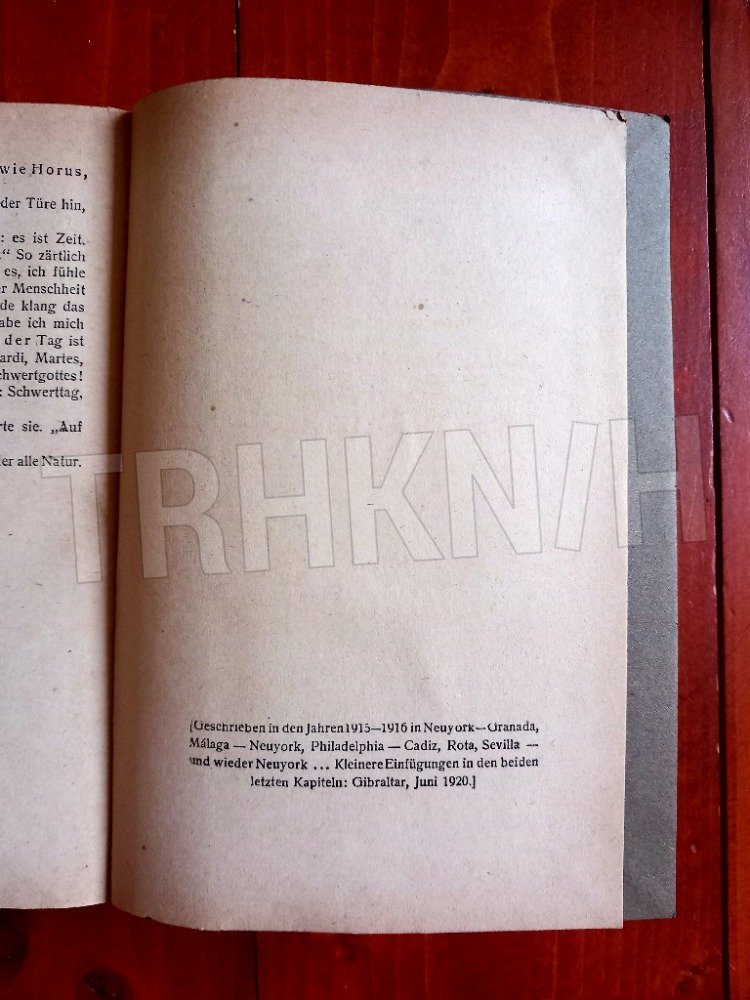 wie Horus,
der Türe hin,
: es ist Zeit.
“ So zärtlich
es, ich fühle
r Menschheit
de klang das
abe ich mich
der Tag ist
ardi, Martes,
chwertgottes!
: Schwerttag,
rte sie. „Auf
er alle Natur.
TRHKN/H
[Geschrieben in den Jahren 1915—1916 in Neuyork—Granada,
Málaga — Neuyork, Philadelphia — Cadiz, Rota, Sevilla —
und wieder Neuyork ... Kleinere Einfügungen in den beiden
letzten Kapiteln: Gibraltar, Juni 1920.]